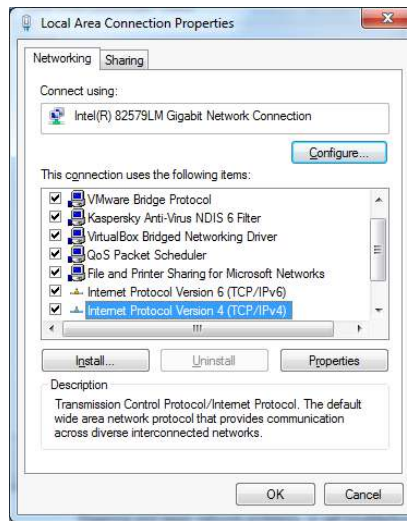 Local Area Connection Properties
Networking
Sharing
Connect using:
Intel(R) 82579LM Gigabit Network Connection
Configure...
This connection uses the following items:
VMware Bridge Protocol
Kaspersky Anti-Virus NDIS 6 Filter
VirtualBox Bridged Networking Driver
QoS Packet Scheduler
File and Printer Sharing for Microsoft Networks
Internet Protocol Version 6 (TCP/IPv6)
Internet Protocol Version 4 (TCP/IPv4)
Install...
Uninstall
Properties
Description
Transmission Control Protocol/Internet Protocol. The default
wide area network protocol that provides communication
across diverse interconnected networks.
OK
Cancel